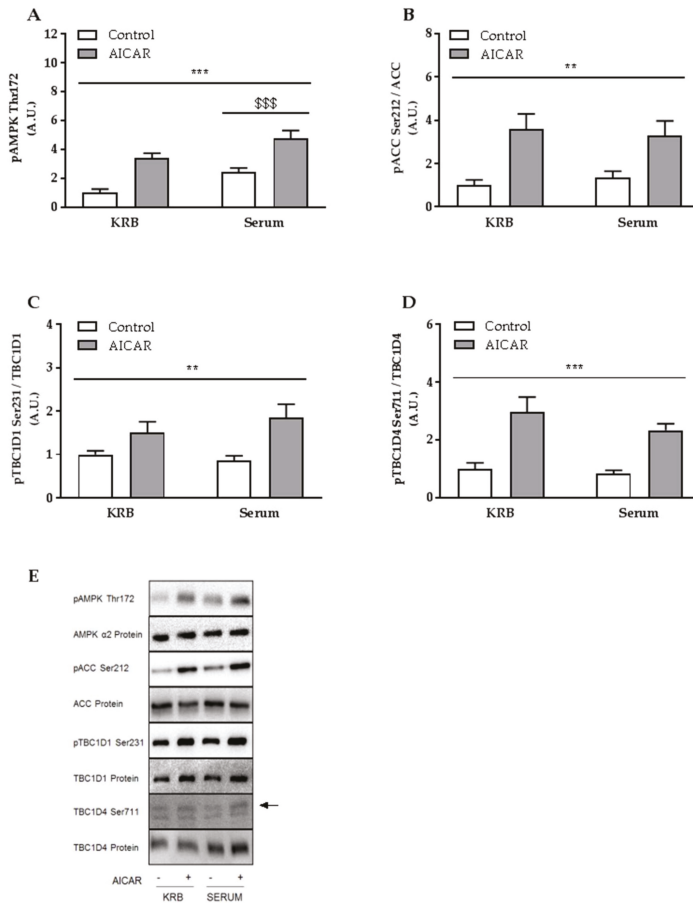 A
pAMPK Thr172
(A.U.)
12
10
8
6
4
2
0
Control
AICAR
***
$$$
KRB
Serum
B
pACC Ser212 / ACC
(A.U.)
8
6
4
2
0
Control
AICAR
**
KRB
Serum
C
pTBC1D1 Ser231 / TBC1D1
(A.U.)
4
3
2
1
0
Control
AICAR
**
KRB
Serum
D
pTBC1D4 Ser711 / TBC1D4
(A.U.)
6
4
2
0
Control
AICAR
***
KRB
Serum
E
pAMPK Thr172
AMPK α2 Protein
pACC Ser212
ACC Protein
pTBC1D1 Ser231
TBC1D1 Protein
TBC1D4 Ser711
TBC1D4 Protein
AICAR - + - +
KRB SERUM